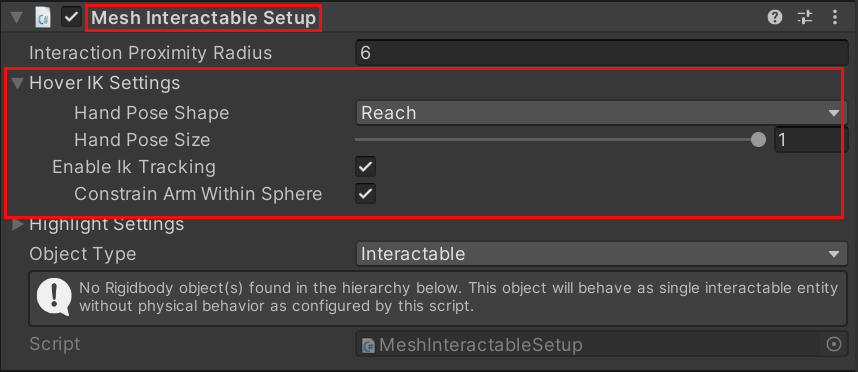 Mesh Interactable Setup
Interaction Proximity Radius 6
Hover IK Settings
Hand Pose Shape Reach
Hand Pose Size 1
Enable Ik Tracking
Constrain Arm Within Sphere
Highlight Settings
Object Type Interactable
No Rigidbody object(s) found in the hierarchy below. This object will behave as single interactable entity
without physical behavior as configured by this script.
Script MeshInteractableSetup